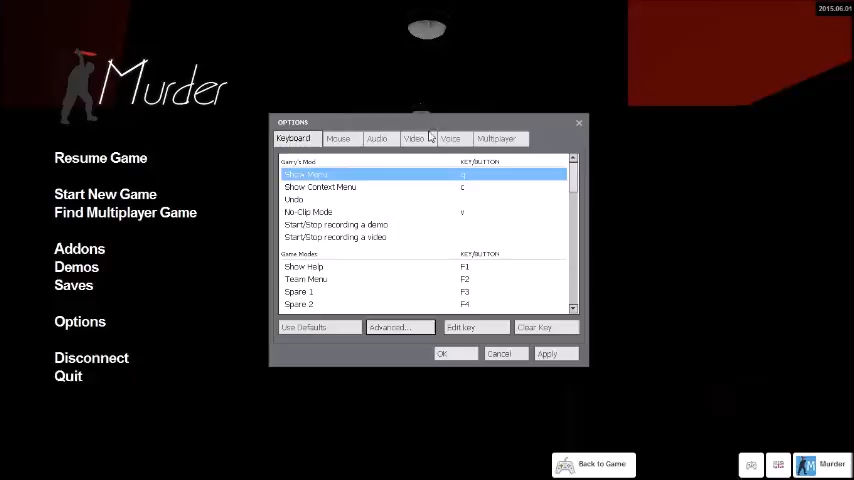 2015.06.01
Murder
OPTIONS
Keyboard Mouse Audio Video Voice Multiplayer
Garry's Mod KEY/BUTTON
Show Menu q
Show Context Menu c
Undo
No-Clip Mode v
Start/Stop recording a demo
Start/Stop recording a video
Game Modes KEY/BUTTON
Show Help F1
Team Menu F2
Spare 1 F3
Spare 2 F4
Use Defaults Advanced... Edit key Clear Key
OK Cancel Apply
Resume Game
Start New Game
Find Multiplayer Game
Addons
Demos
Saves
Options
Disconnect
Quit
Back to Game
Murder